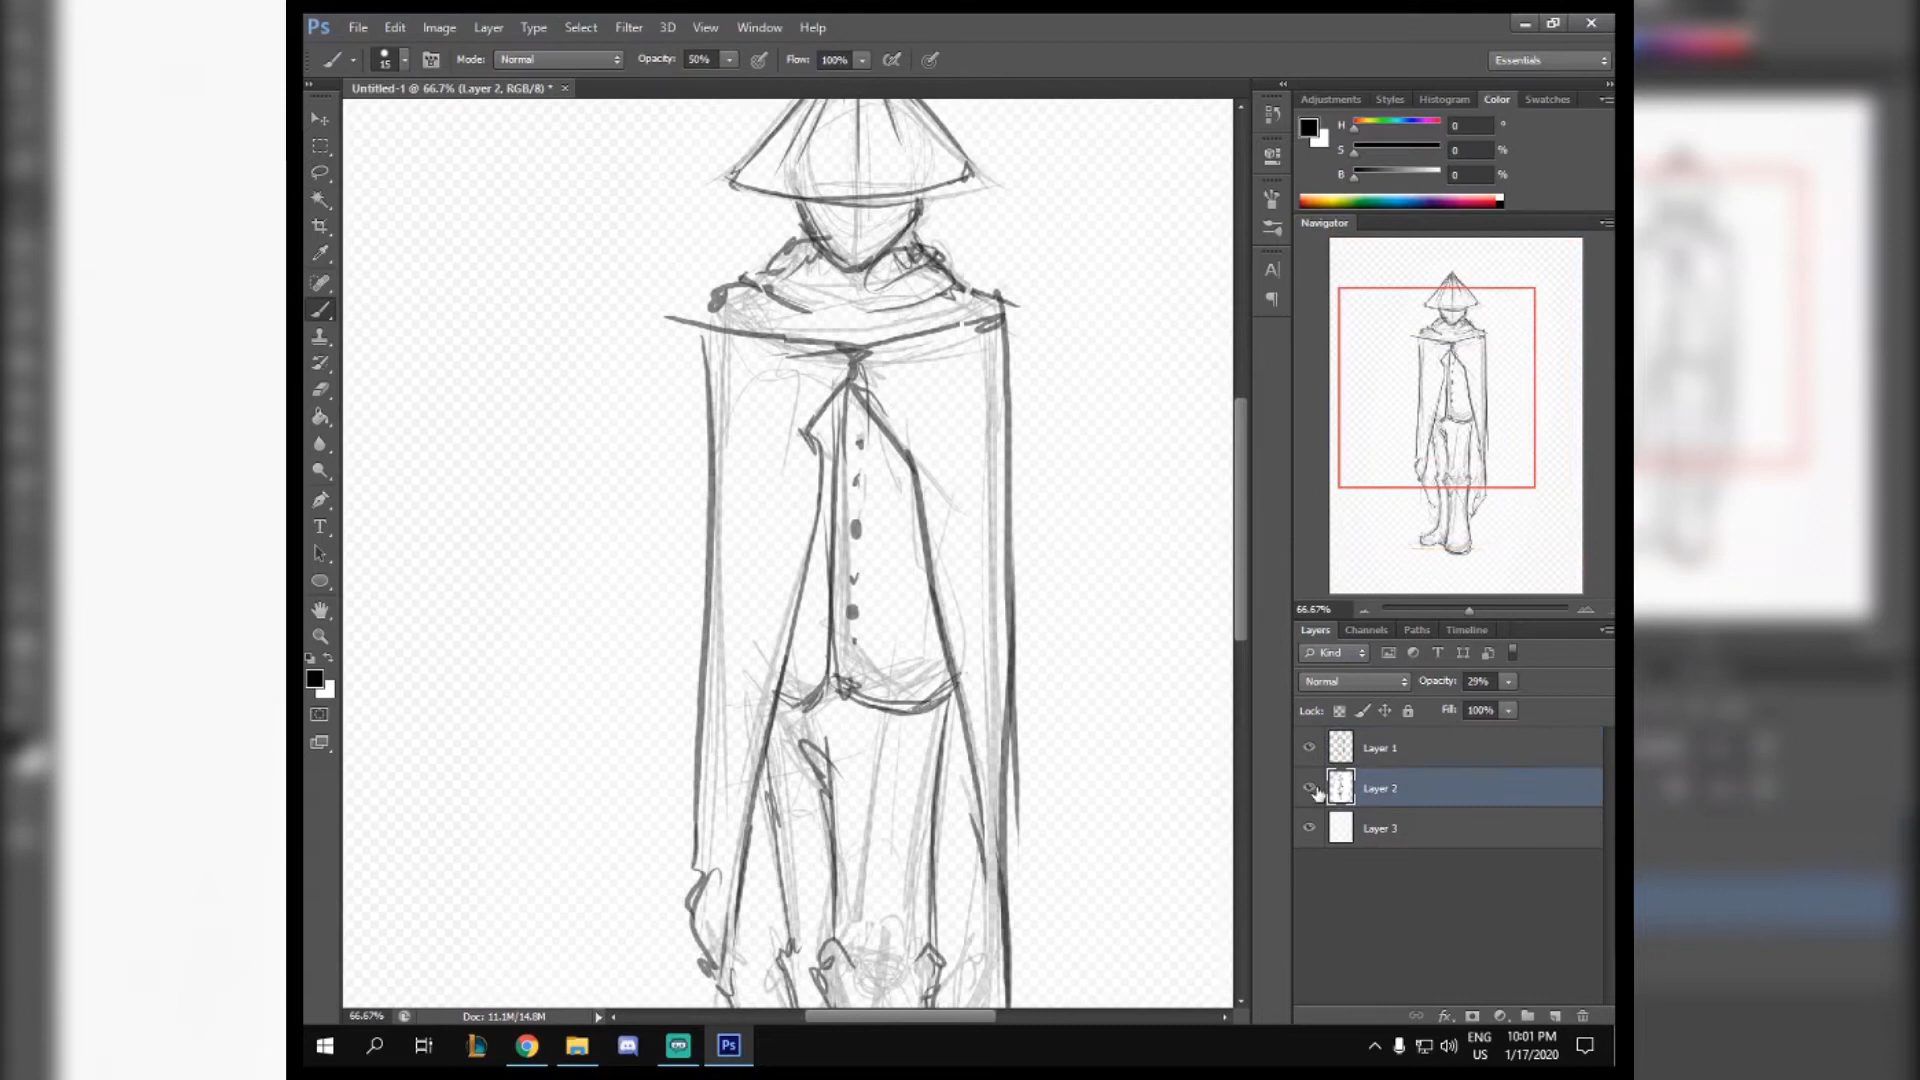 Ps File Edit Image Layer Type Select Filter 3D View Window Help
15 Mode: Normal Opacity: 50% Flow: 100% Essentials
Untitled-1 @ 66.7% (Layer 2, RGB/8) * ×
Adjustments Styles Histogram Color Swatches
H 0 °
S 0 %
B 0 %
Navigator
66.67%
Layers Channels Paths Timeline
Kind
Normal Opacity: 29%
Lock: Fill: 100%
Layer 1
Layer 2
Layer 3
66.67% Doc: 11.1M/14.8M
ENG 10:01 PM
US 1/17/2020